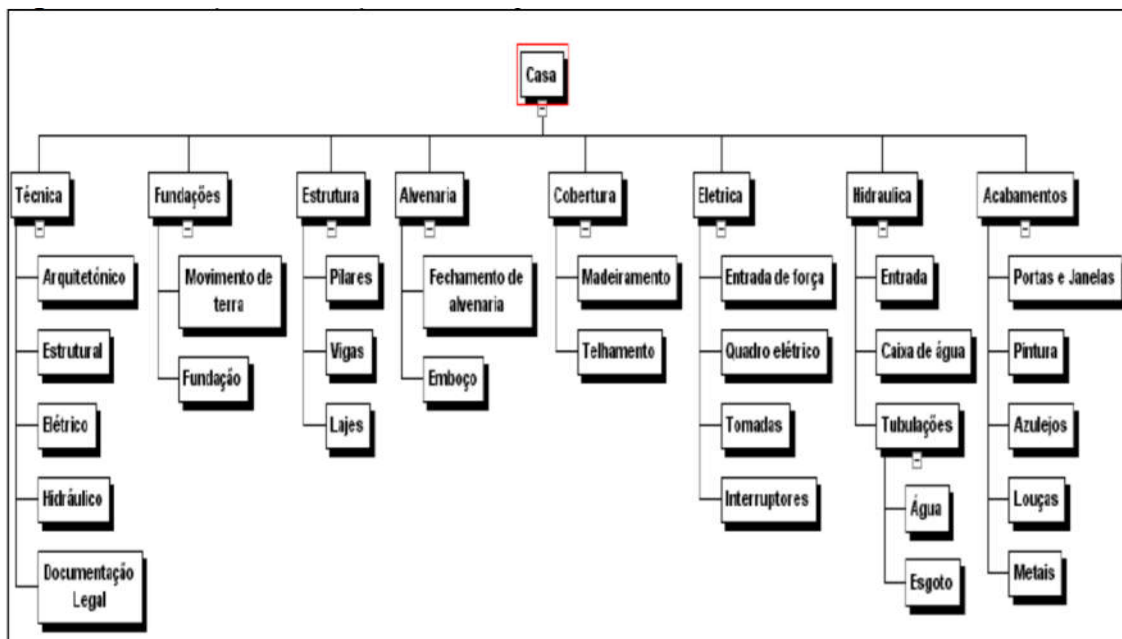 Casa
Técnica
Fundações
Estrutura
Alvenaria
Cobertura
Eletrica
Hidraulica
Acabamentos
Arquitetónico
Estrutural
Elétrico
Hidráulico
Documentação
Legal
Movimento de
terra
Fundação
Pilares
Vigas
Lajes
Fechamento de
alvenaria
Emboço
Madeiramento
Telhamento
Entrada de força
Quadro elétrico
Tomadas
Interruptores
Entrada
Caixa de água
Tubulações
Água
Esgoto
Portas e Janelas
Pintura
Azulejos
Louças
Metais